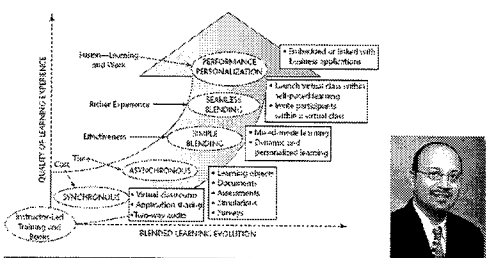 Fusion—Learning
and Work
PERFORMANCE
PERSONALIZATION
• Embedded or linked with
business applications
Richer Experience
SEAMLESS
BLENDING
• Launch virtual class within
self-paced learning
• Invite participants
within a virtual class
Effectiveness
SIMPLE
BLENDING
• Mixed-mode learning
• Dynamic and
personalized learning
Time
Cost
ASYNCHRONOUS
• Learning objects
• Documents
• Assessments
• Simulations
• Surveys
SYNCHRONOUS
• Virtual classroom
• Application sharing
• Two-way audio
Instructor-Led
Training and
Books
QUALITY OF LEARNING EXPERIENCE
BLENDED LEARNING EVOLUTION